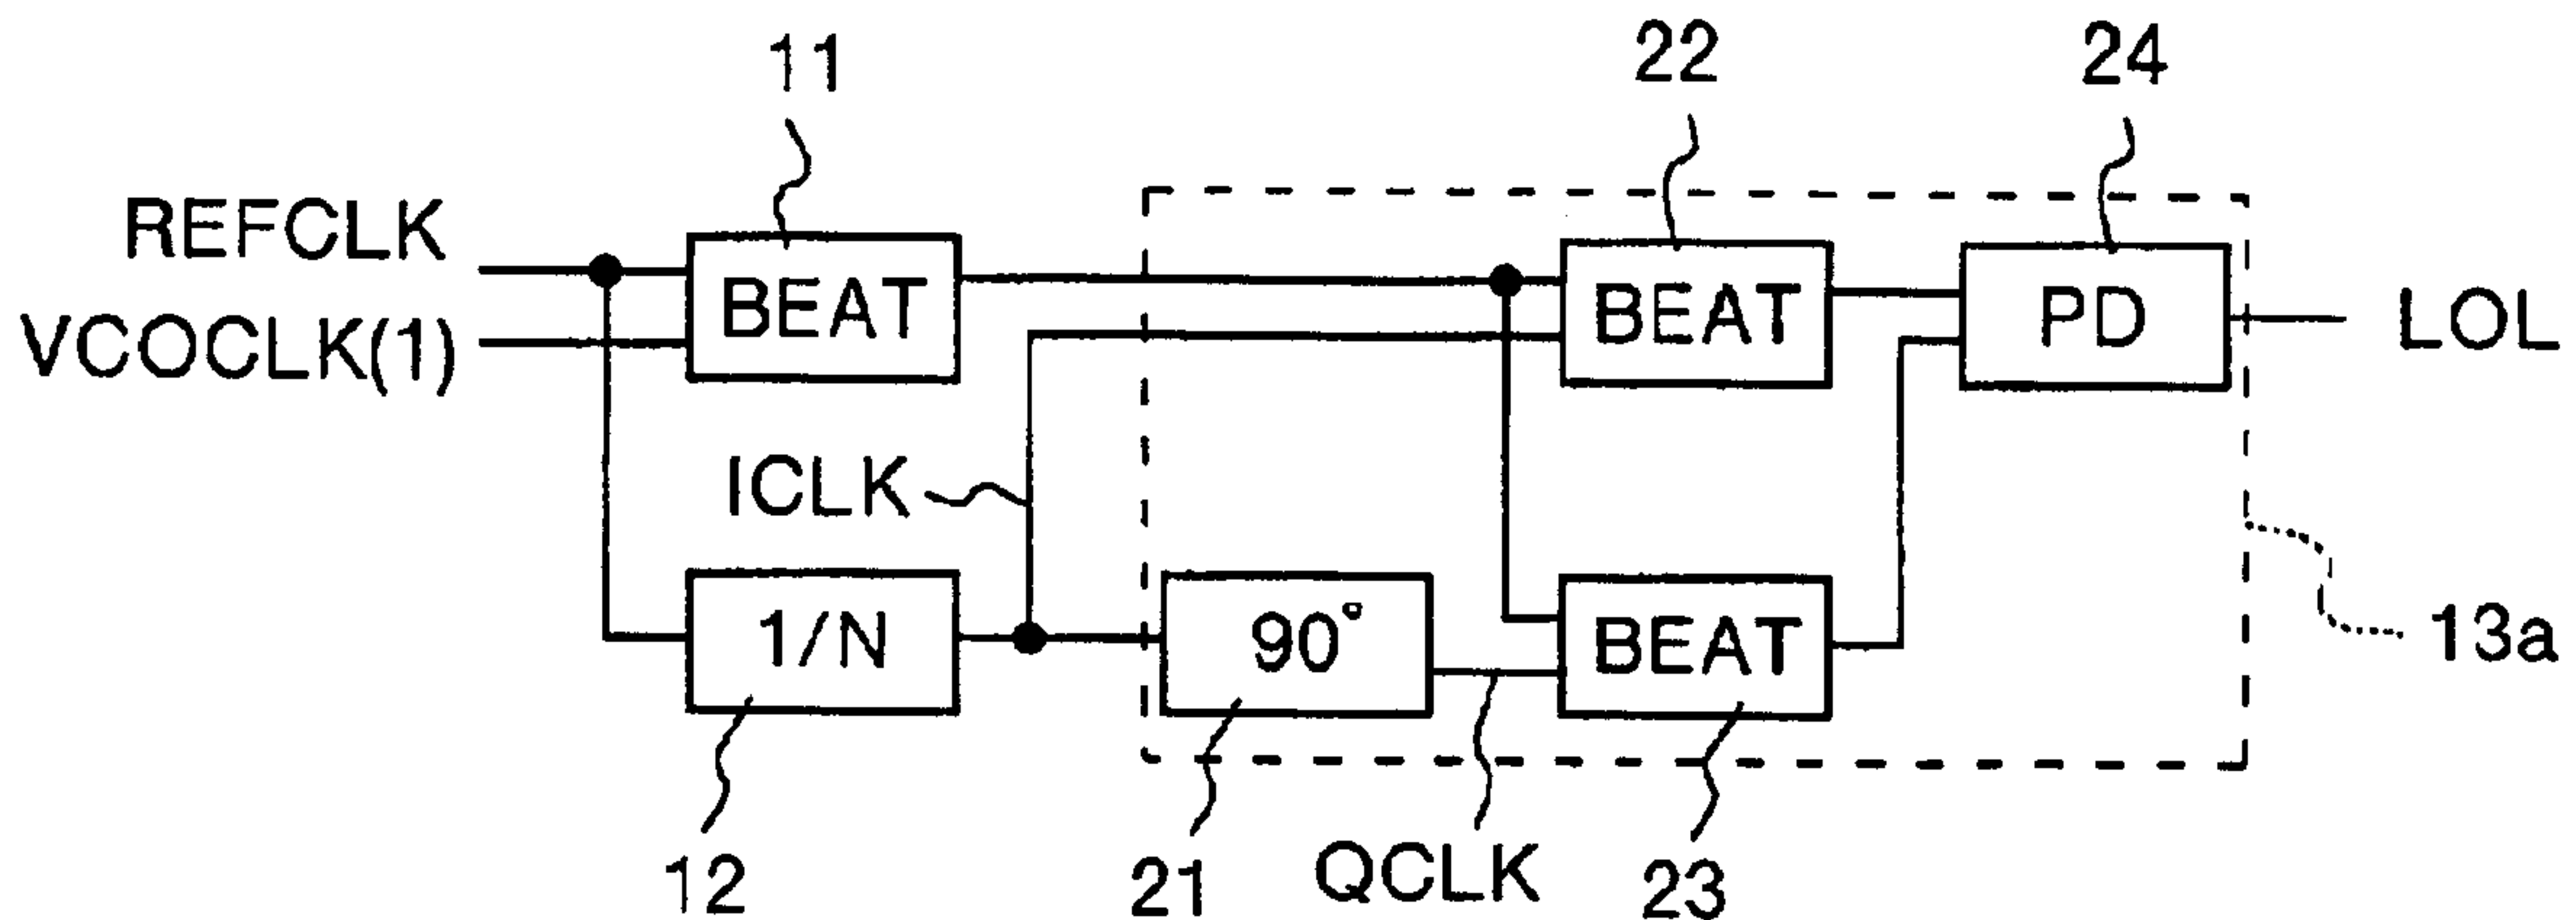 11
22
24
REFCLK
BEAT
BEAT
PD
LOL
VCOCLK(1)
ICLK
1/N
90°
BEAT
13a
12
21
QCLK
23